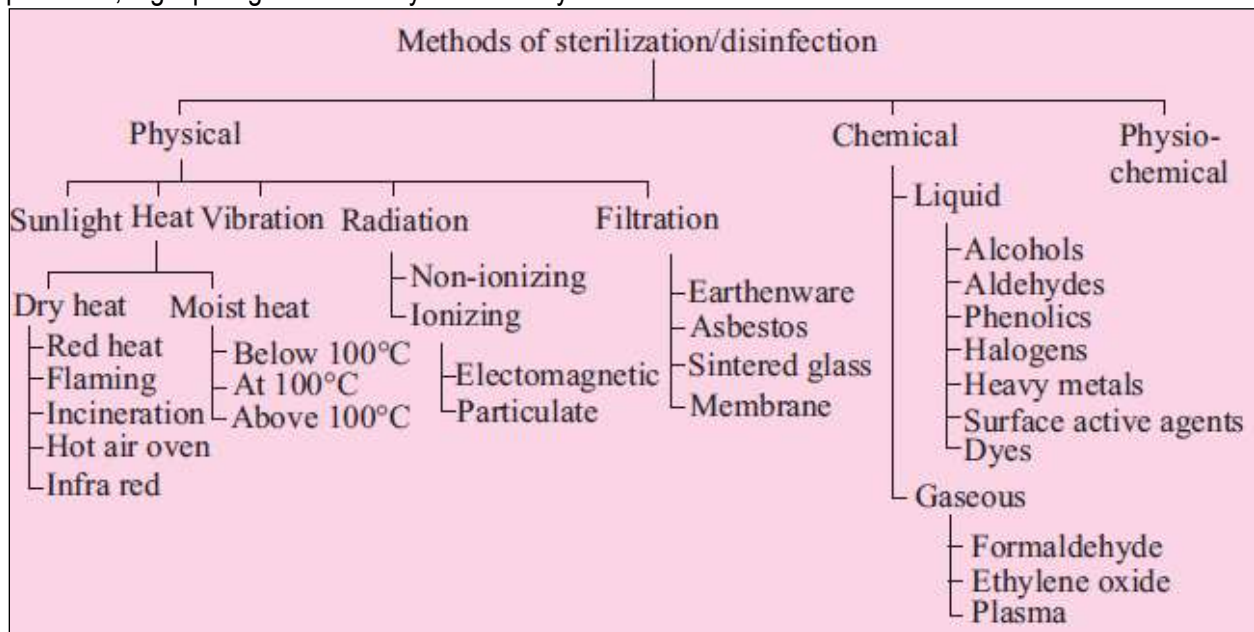 Methods of sterilization/disinfection
Physical
Chemical
Physio-
chemical
Sunlight
Heat
Vibration
Radiation
Filtration
Dry heat
Red heat
Flaming
Incineration
Hot air oven
Infra red
Moist heat
Below 100°C
At 100°C
Above 100°C
Non-ionizing
Ionizing
Electomagnetic
Particulate
Earthenware
Asbestos
Sintered glass
Membrane
Liquid
Alcohols
Aldehydes
Phenolics
Halogens
Heavy metals
Surface active agents
Dyes
Gaseous
Formaldehyde
Ethylene oxide
Plasma